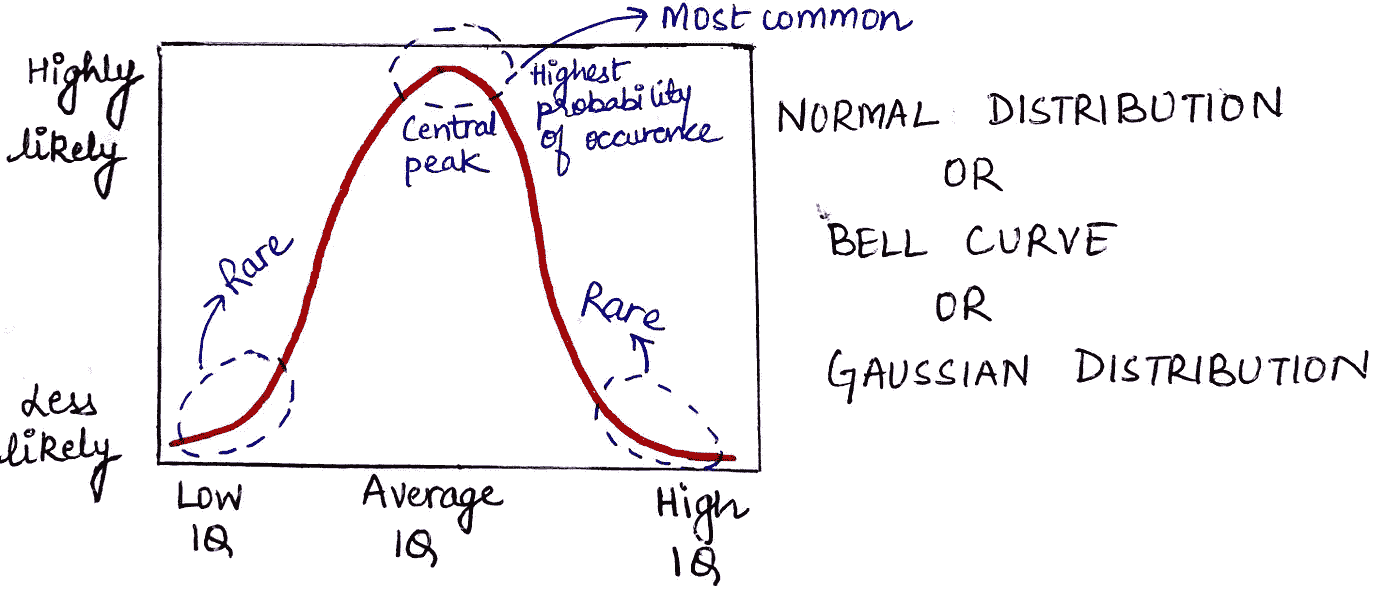 Most common
Highly
likely
Highest
probability
of occurence
Central
peak
Rare
Rare
Less
likely
Low
IQ
Average
IQ
High
IQ
NORMAL DISTRIBUTION
OR
BELL CURVE
OR
GAUSSIAN DISTRIBUTION